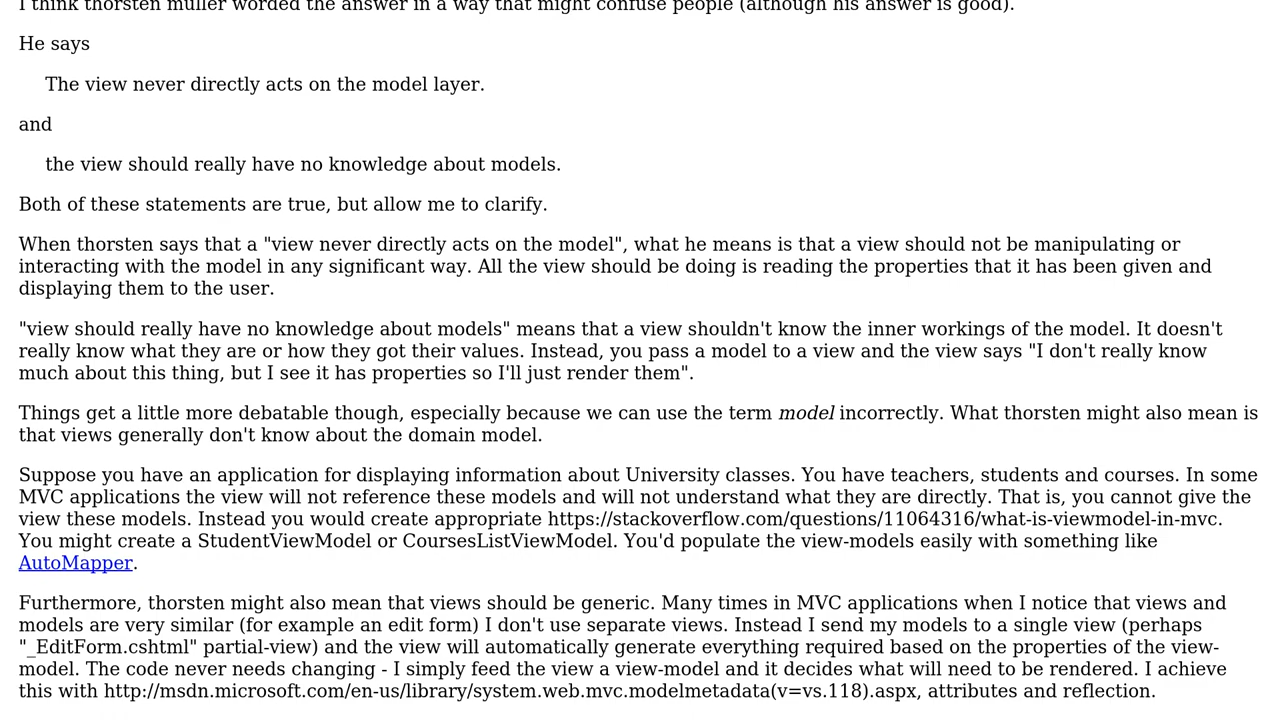 I think thorsten müller worded the answer in a way that might confuse people (although his answer is good).
He says
The view never directly acts on the model layer.
and
the view should really have no knowledge about models.
Both of these statements are true, but allow me to clarify.
When thorsten says that a "view never directly acts on the model", what he means is that a view should not be manipulating or
interacting with the model in any significant way. All the view should be doing is reading the properties that it has been given and
displaying them to the user.
"view should really have no knowledge about models" means that a view shouldn't know the inner workings of the model. It doesn't
really know what they are or how they got their values. Instead, you pass a model to a view and the view says "I don't really know
much about this thing, but I see it has properties so I'll just render them".
Things get a little more debatable though, especially because we can use the term model incorrectly. What thorsten might also mean is
that views generally don't know about the domain model.
Suppose you have an application for displaying information about University classes. You have teachers, students and courses. In some
MVC applications the view will not reference these models and will not understand what they are directly. That is, you cannot give the
view these models. Instead you would create appropriate https://stackoverflow.com/questions/11064316/what-is-viewmodel-in-mvc.
You might create a StudentViewModel or CoursesListViewModel. You'd populate the view-models easily with something like
AutoMapper.
Furthermore, thorsten might also mean that views should be generic. Many times in MVC applications when I notice that views and
models are very similar (for example an edit form) I don't use separate views. Instead I send my models to a single view (perhaps
"_EditForm.cshtml" partial-view) and the view will automatically generate everything required based on the properties of the view-
model. The code never needs changing - I simply feed the view a view-model and it decides what will need to be rendered. I achieve
this with http://msdn.microsoft.com/en-us/library/system.web.mvc.modelmetadata(v=vs.118).aspx, attributes and reflection.